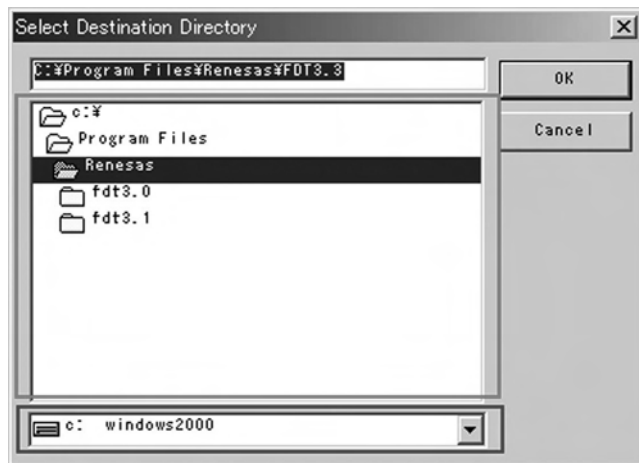 Select Destination Directory
C:¥Program Files¥Renesas¥FDT3.3
OK
c:¥
Cancel
Program Files
Renesas
fdt3.0
fdt3.1
c: windows2000